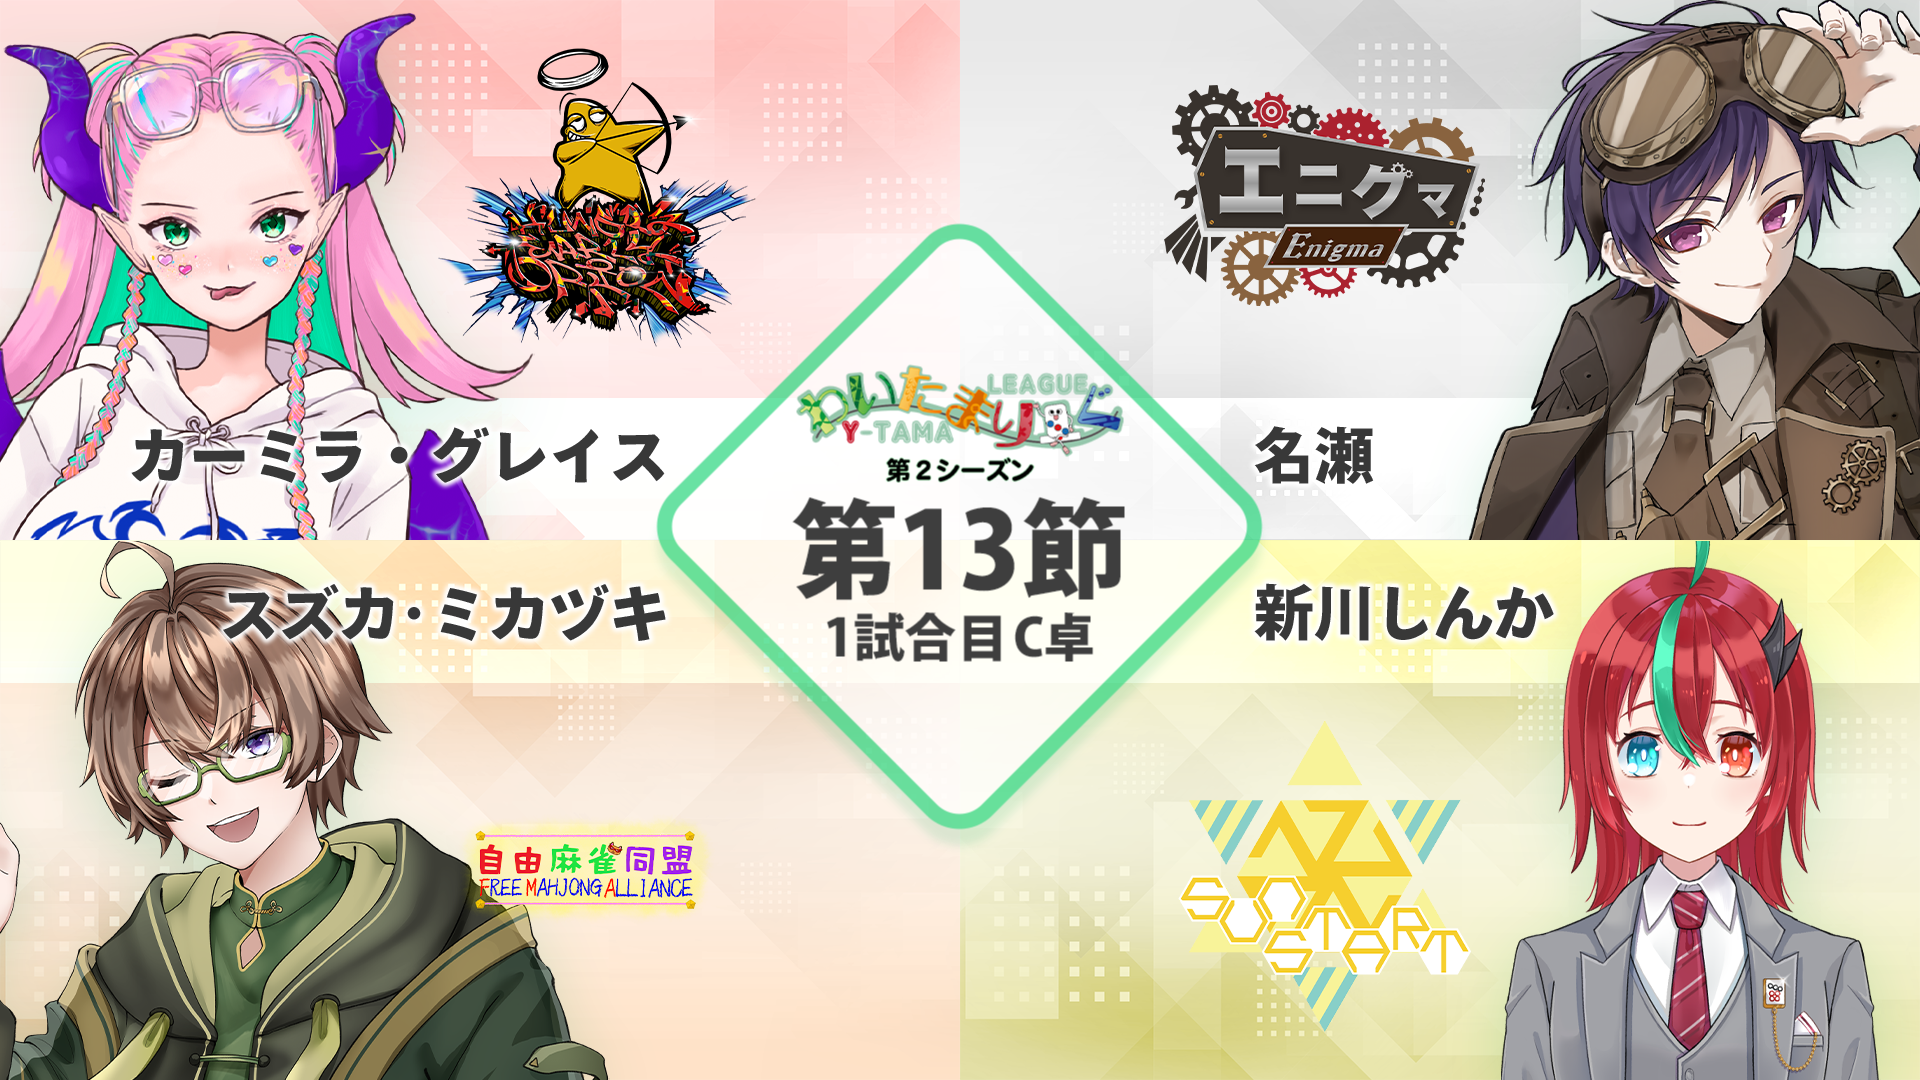 エニグマ
Enigma
わいたまりーぐ
LEAGUE
Y-TAMA
第2シーズン
第13節
1試合目 C卓
カーミラ・グレイス
名瀬
スズカ・ミカヅキ
新川しんか
自由麻雀同盟
FREE MAHJONG ALLIANCE
SUN START